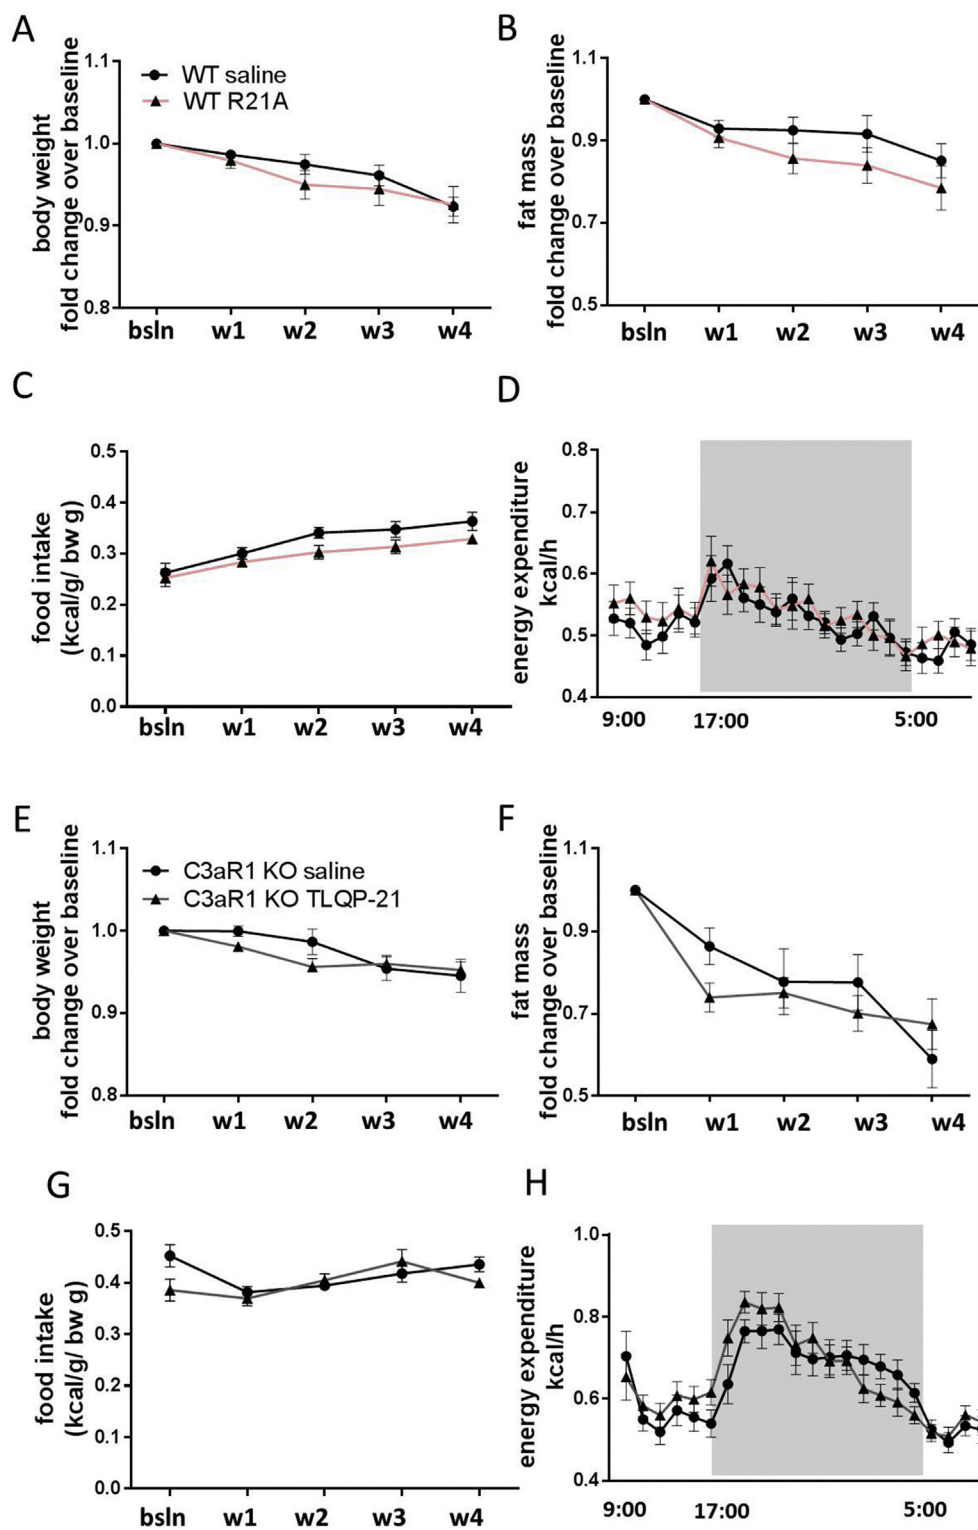 A
body weight
fold change over baseline
1.1
1.0
0.9
0.8
WT saline
WT R21A
bsln w1 w2 w3 w4
B
fat mass
fold change over baseline
1.1
0.9
0.7
0.5
bsln w1 w2 w3 w4
C
food intake
(kcal/g/ bw g)
0.5
0.4
0.3
0.2
0.1
0.0
bsln w1 w2 w3 w4
D
energy expenditure
kcal/h
0.8
0.7
0.6
0.5
0.4
9:00 17:00 5:00
E
body weight
fold change over baseline
1.1
1.0
0.9
0.8
C3aR1 KO saline
C3aR1 KO TLQP-21
bsln w1 w2 w3 w4
F
fat mass
fold change over baseline
1.1
0.9
0.7
0.5
bsln w1 w2 w3 w4
G
food intake
(kcal/g/ bw g)
0.5
0.4
0.3
0.2
0.1
0.0
bsln w1 w2 w3 w4
H
energy expenditure
kcal/h
1.0
0.8
0.6
0.4
9:00 17:00 5:00